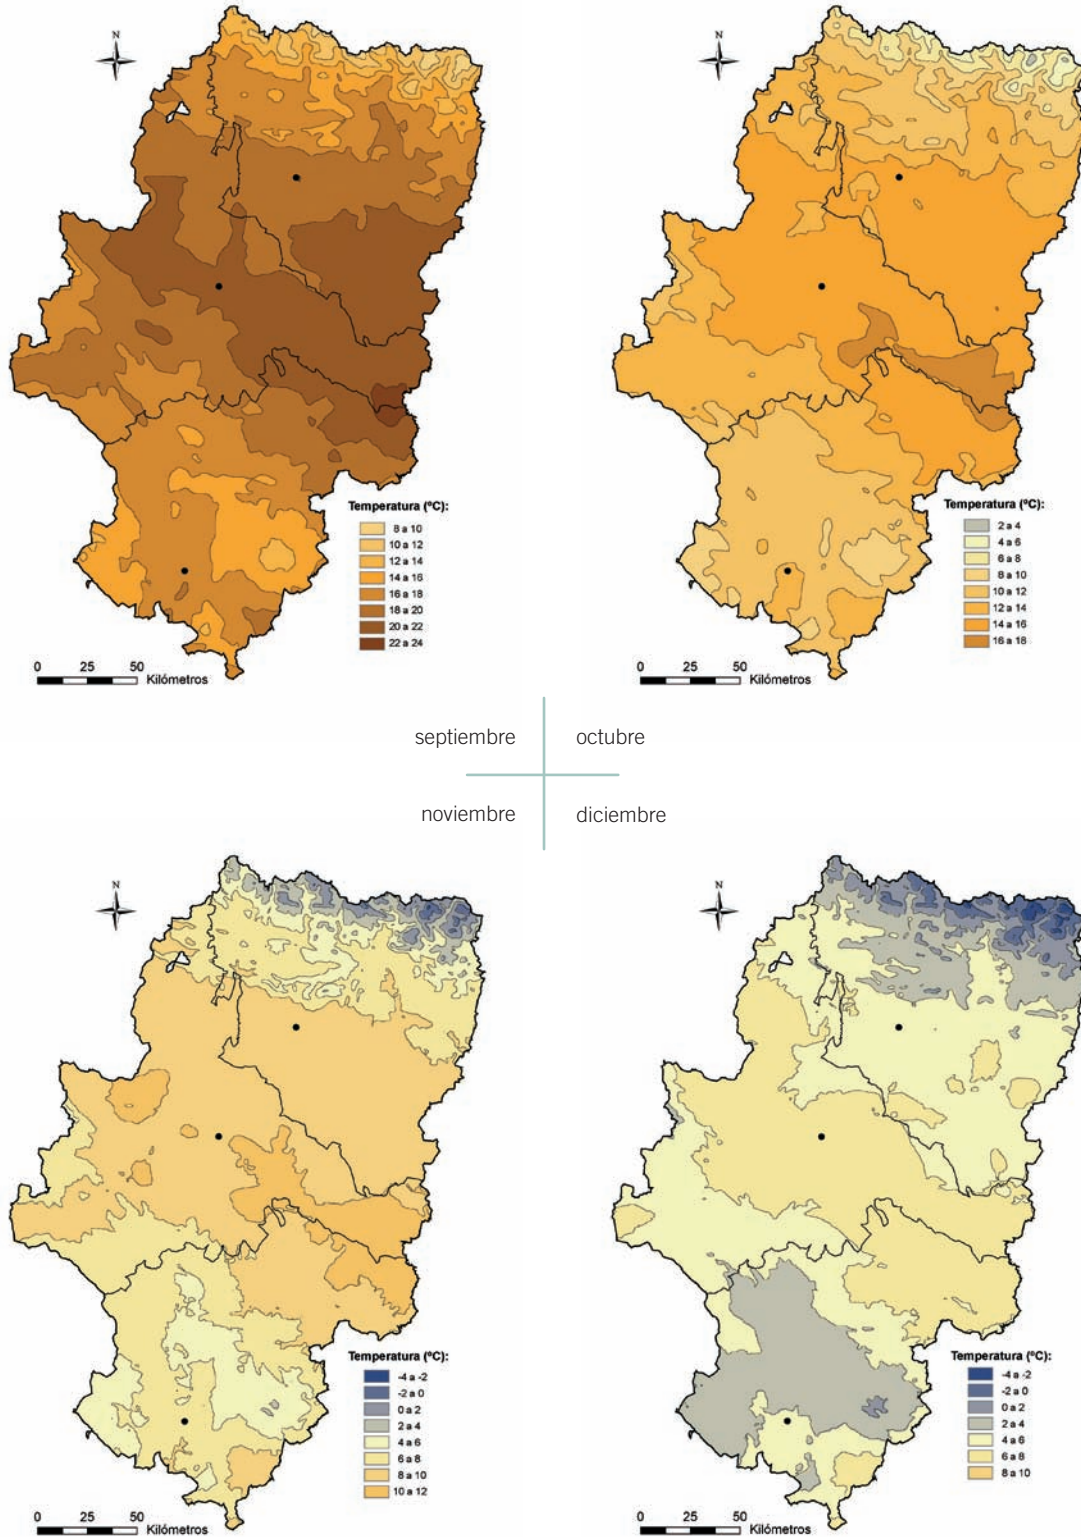 N
Temperatura (ºC):
8 a 10
10 a 12
12 a 14
14 a 16
16 a 18
18 a 20
20 a 22
22 a 24
0 25 50
Kilómetros
N
Temperatura (ºC):
2 a 4
4 a 6
6 a 8
8 a 10
10 a 12
12 a 14
14 a 16
16 a 18
0 25 50
Kilómetros
septiembre
octubre
noviembre
diciembre
N
Temperatura (ºC):
-4 a -2
-2 a 0
0 a 2
2 a 4
4 a 6
6 a 8
8 a 10
10 a 12
0 25 50
Kilómetros
N
Temperatura (ºC):
-4 a -2
-2 a 0
0 a 2
2 a 4
4 a 6
6 a 8
8 a 10
0 25 50
Kilómetros